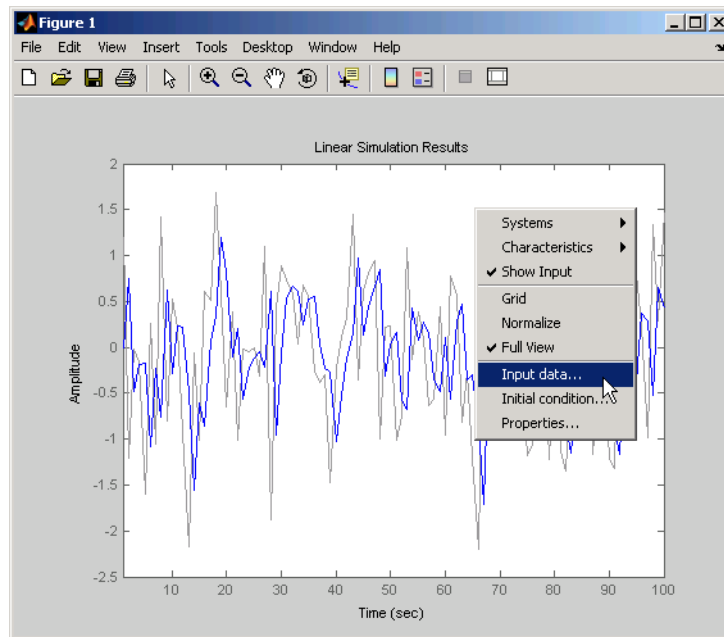 Figure 1
File Edit View Insert Tools Desktop Window Help
Linear Simulation Results
2
1.5
1
0.5
0
-0.5
-1
-1.5
-2
-2.5
Amplitude
10 20 30 40 50 60 70 80 90 100
Time (sec)
Systems
Characteristics
Show Input
Grid
Normalize
Full View
Input data...
Initial condition...
Properties...